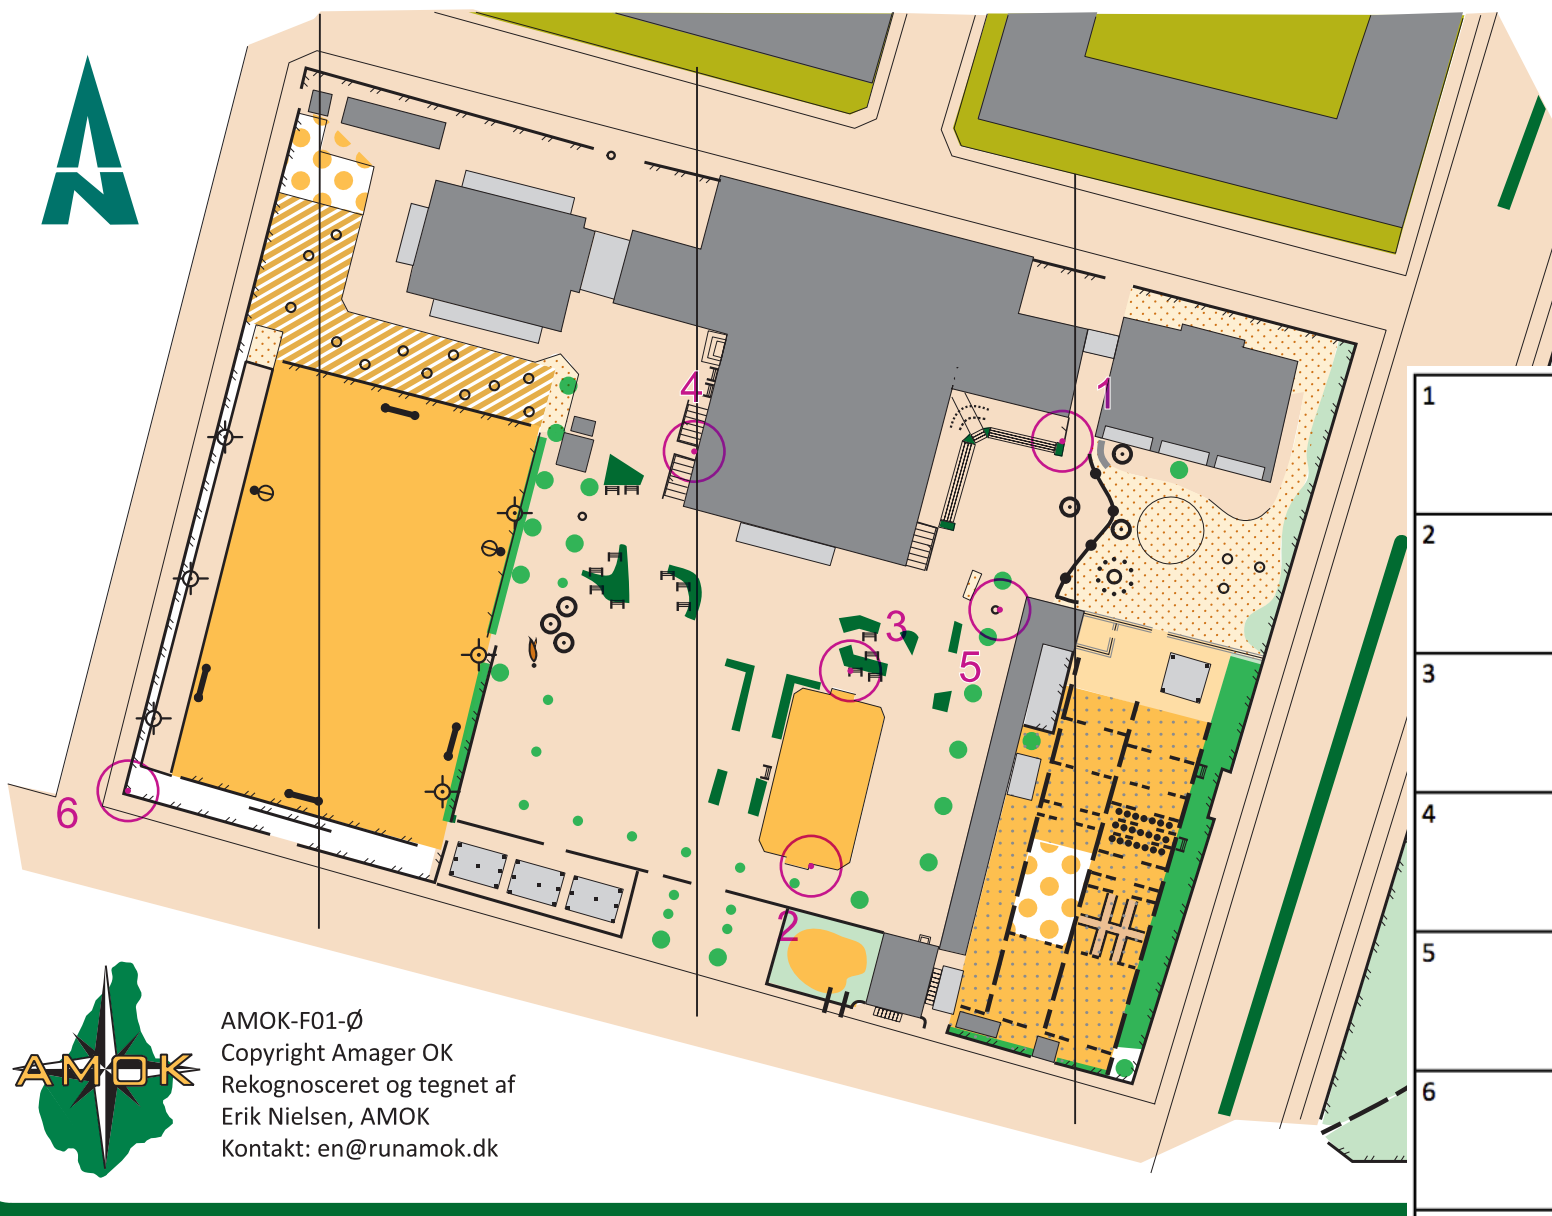 4
1
3
5
2
6
AMOK
AMOK-F01-Ø
Copyright Amager OK
Rekognosceret og tegnet af
Erik Nielsen, AMOK
Kontakt: en@runamok.dk
1
2
3
4
5
6